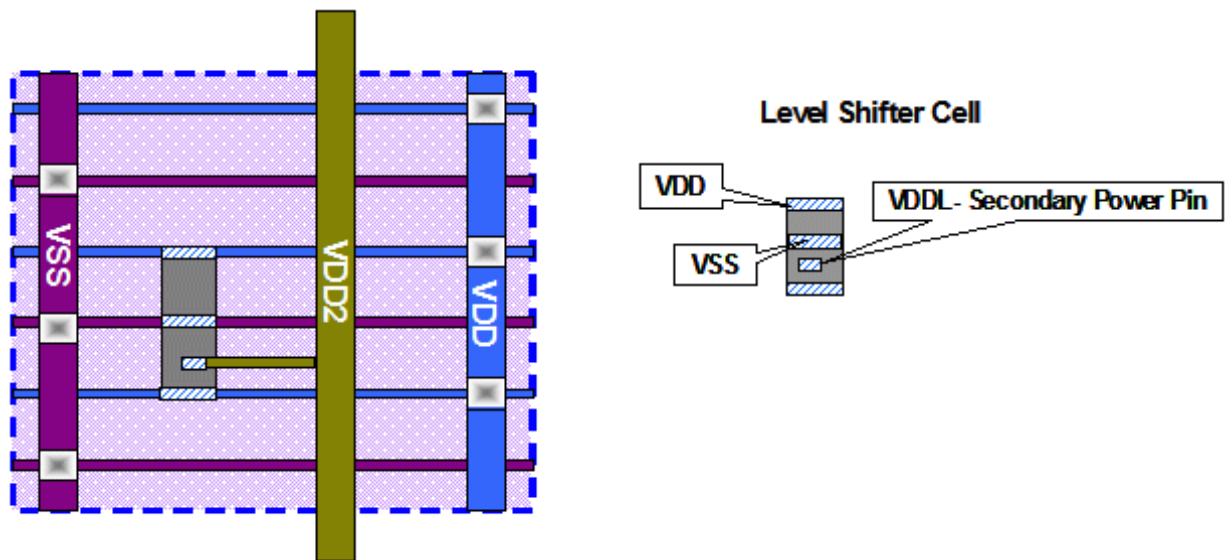 VSS
VDD2
VDD
Level Shifter Cell
VDD
VDDL- Secondary Power Pin
VSS